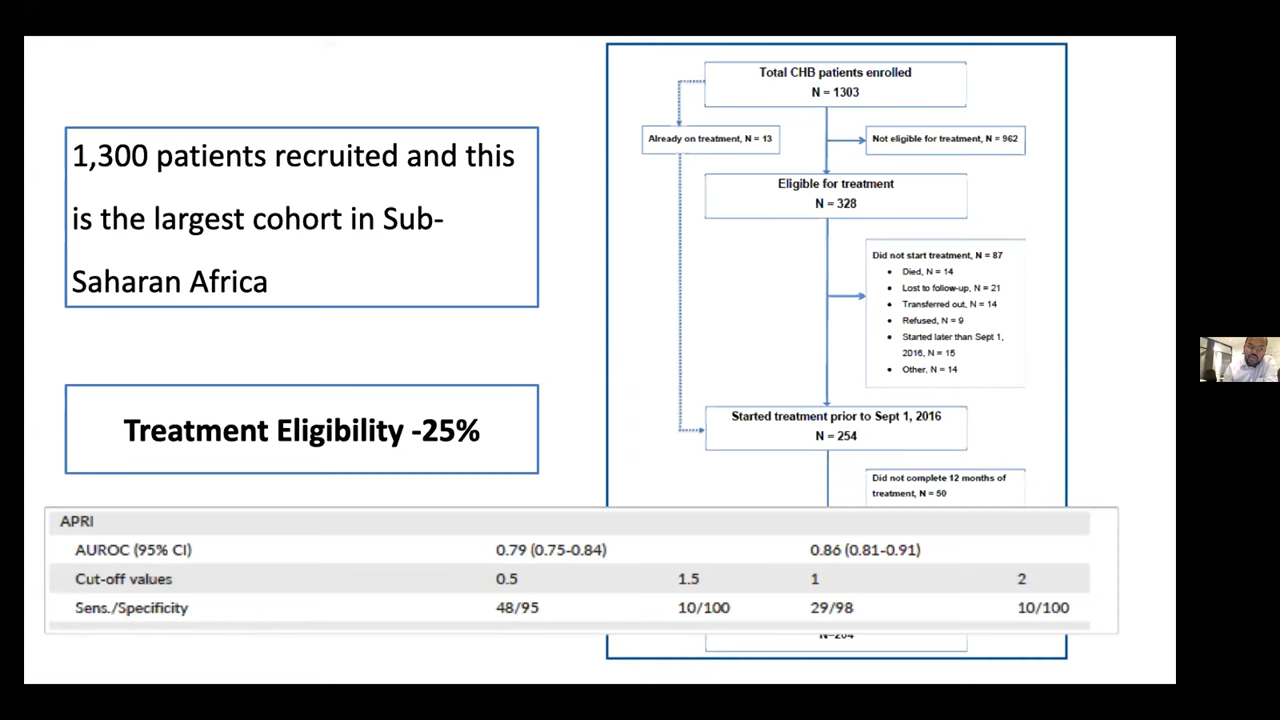 1,300 patients recruited and this
is the largest cohort in Sub-
Saharan Africa
Treatment Eligibility -25%
Total CHB patients enrolled
N = 1303
Already on treatment, N = 13
Not eligible for treatment, N = 962
Eligible for treatment
N = 328
Did not start treatment, N = 87
• Died, N = 14
• Lost to follow-up, N = 21
• Transferred out, N = 14
• Refused, N = 9
• Started later than Sept 1,
2016, N = 15
• Other, N = 14
Started treatment prior to Sept 1, 2016
N = 254
Did not complete 12 months of
treatment, N = 50
APRI
AUROC (95% CI) 0.79 (0.75-0.84) 0.86 (0.81-0.91)
Cut-off values 0.5 1.5 1 2
Sens./Specificity 48/95 10/100 29/98 10/100
N=204